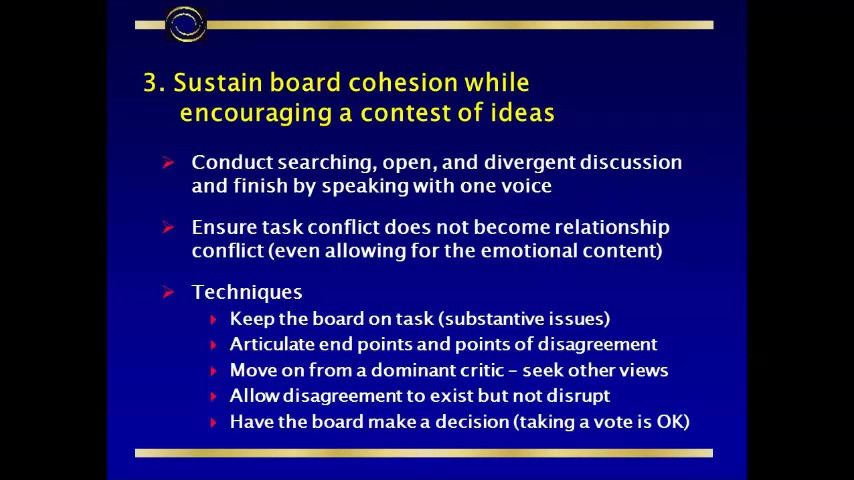 3. Sustain board cohesion while
encouraging a contest of ideas
Conduct searching, open, and divergent discussion
and finish by speaking with one voice
Ensure task conflict does not become relationship
conflict (even allowing for the emotional content)
Techniques
Keep the board on task (substantive issues)
Articulate end points and points of disagreement
Move on from a dominant critic – seek other views
Allow disagreement to exist but not disrupt
Have the board make a decision (taking a vote is OK)